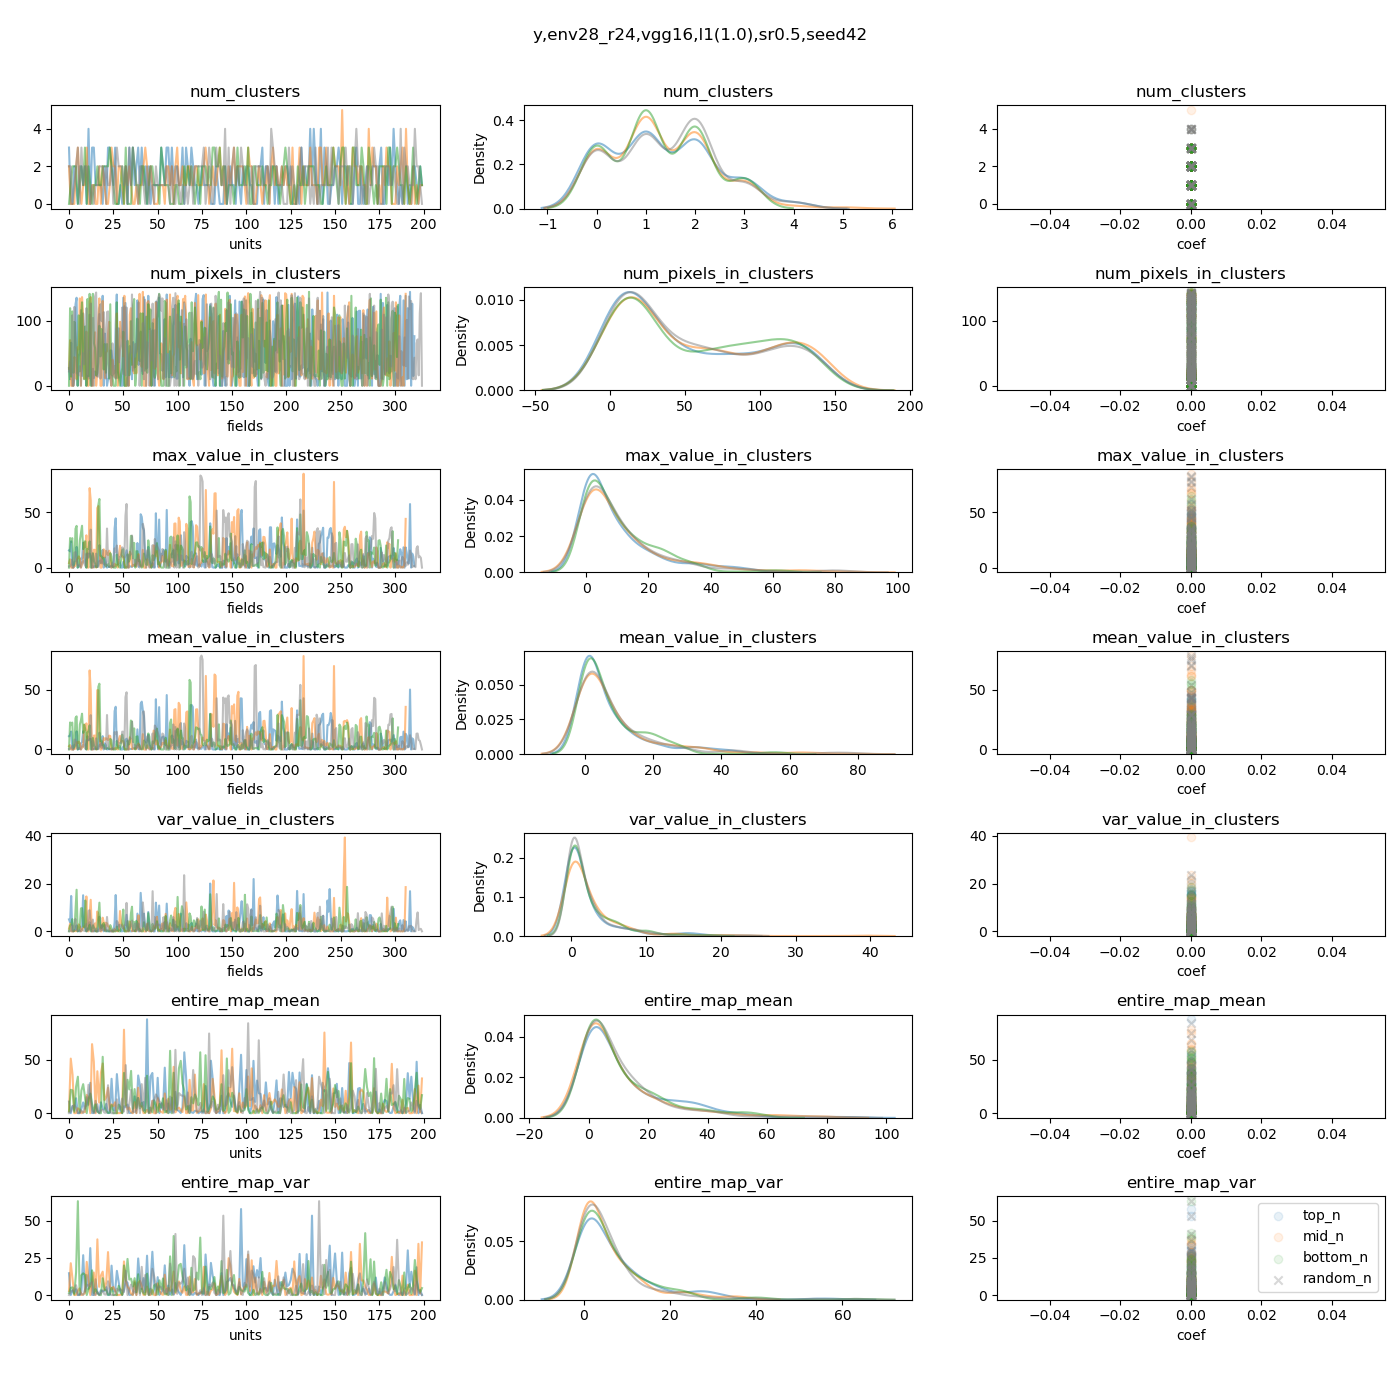 y,env28_r24,vgg16,l1(1.0),sr0.5,seed42
num_clusters
num_clusters
num_clusters
4
2
0
0 25 50 75 100 125 150 175 200
units
Density
0.4
0.2
0.0
−1 0 1 2 3 4 5 6
4
2
0
−0.04 −0.02 0.00 0.02 0.04
coef
num_pixels_in_clusters
num_pixels_in_clusters
num_pixels_in_clusters
100
0
0 50 100 150 200 250 300
fields
Density
0.010
0.005
0.000
−50 0 50 100 150 200
100
0
−0.04 −0.02 0.00 0.02 0.04
coef
max_value_in_clusters
max_value_in_clusters
max_value_in_clusters
50
0
0 50 100 150 200 250 300
fields
Density
0.04
0.02
0.00
0 20 40 60 80 100
50
0
−0.04 −0.02 0.00 0.02 0.04
coef
mean_value_in_clusters
mean_value_in_clusters
mean_value_in_clusters
50
0
0 50 100 150 200 250 300
fields
Density
0.050
0.025
0.000
0 20 40 60 80
50
0
−0.04 −0.02 0.00 0.02 0.04
coef
var_value_in_clusters
var_value_in_clusters
var_value_in_clusters
40
20
0
0 50 100 150 200 250 300
fields
Density
0.2
0.1
0.0
0 10 20 30 40
40
20
0
−0.04 −0.02 0.00 0.02 0.04
coef
entire_map_mean
entire_map_mean
entire_map_mean
50
0
0 25 50 75 100 125 150 175 200
units
Density
0.04
0.02
0.00
−20 0 20 40 60 80 100
50
0
−0.04 −0.02 0.00 0.02 0.04
coef
entire_map_var
entire_map_var
entire_map_var
50
25
0
0 25 50 75 100 125 150 175 200
units
Density
0.05
0.00
0 20 40 60
50
25
0
−0.04 −0.02 0.00 0.02 0.04
coef
top_n
mid_n
bottom_n
random_n